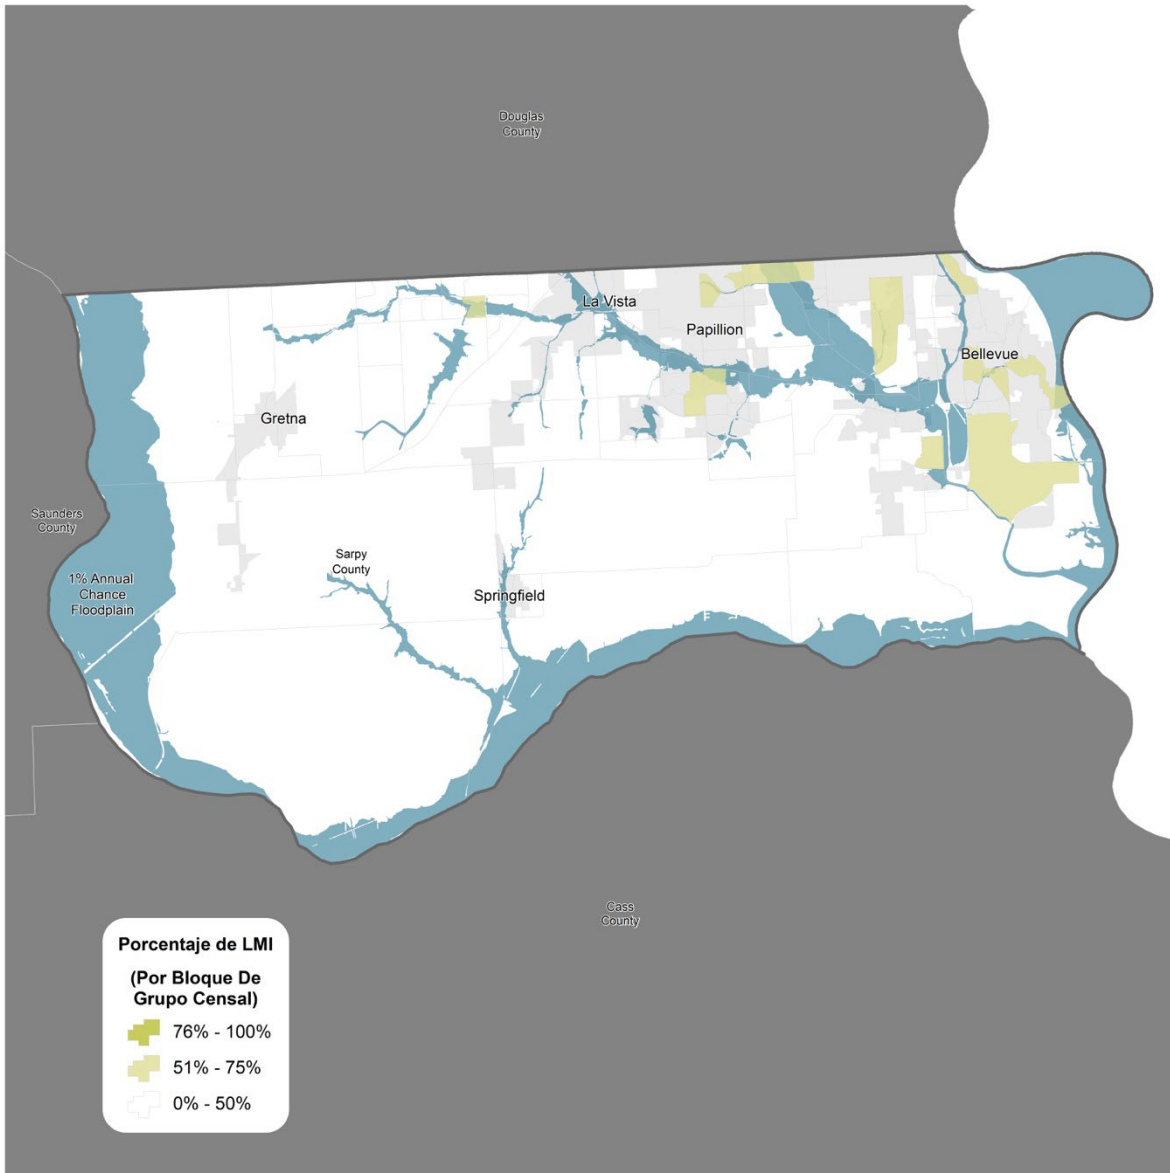 Douglas
County
La Vista
Papillion
Bellevue
Gretna
Saunders
County
Sarpy
County
1% Annual
Chance
Floodplain
Springfield
Cass
County
Porcentaje de LMI
(Por Bloque De
Grupo Censal)
76% - 100%
51% - 75%
0% - 50%